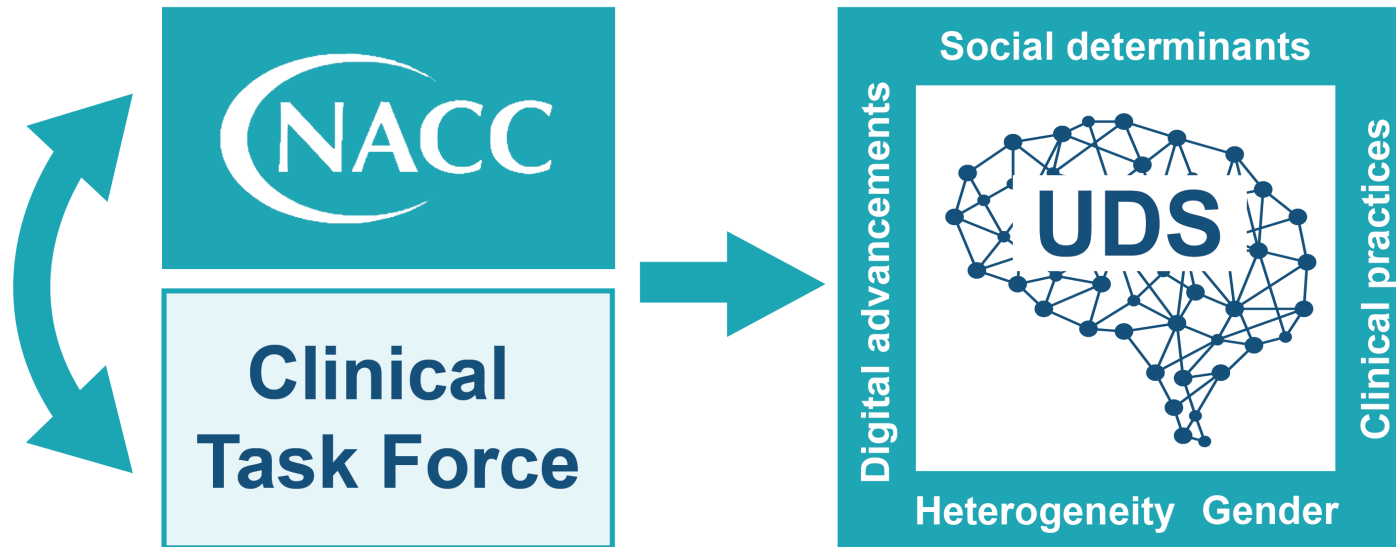 NACC
Clinical
Task Force
Social determinants
Digital advancements
UDS
Clinical practices
Heterogeneity Gender